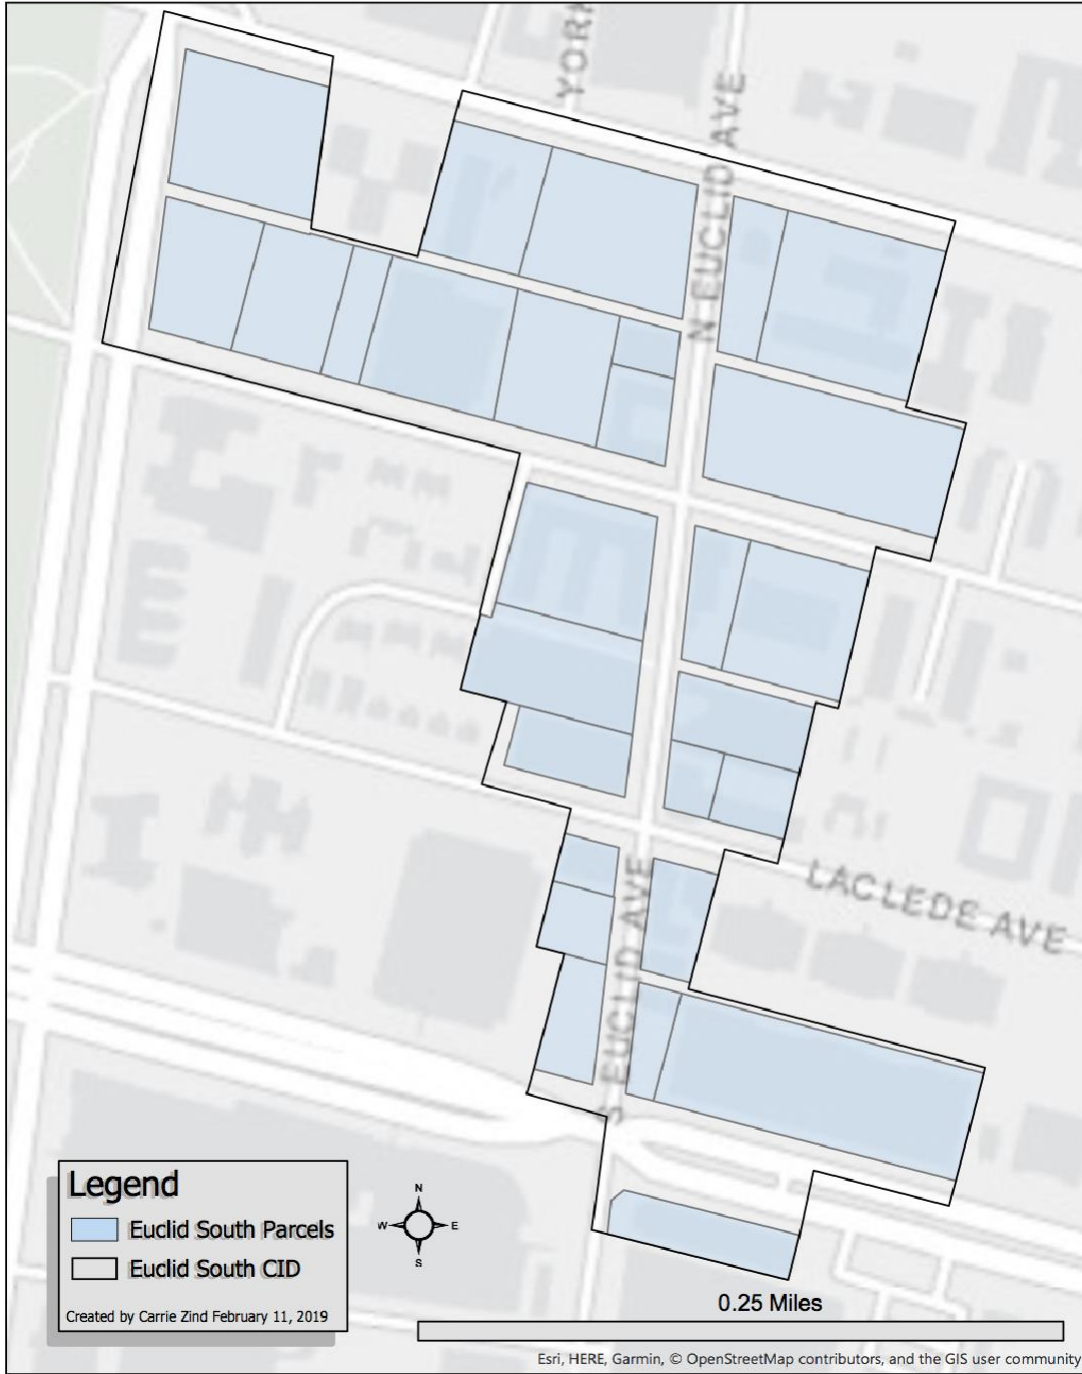 YORK
N EUCLID AVE
LACLEDE AVE
S EUCLID AVE
Legend
Euclid South Parcels
Euclid South CID
Created by Carrie Zind February 11, 2019
N
W E
S
0.25 Miles
Esri, HERE, Garmin, © OpenStreetMap contributors, and the GIS user community